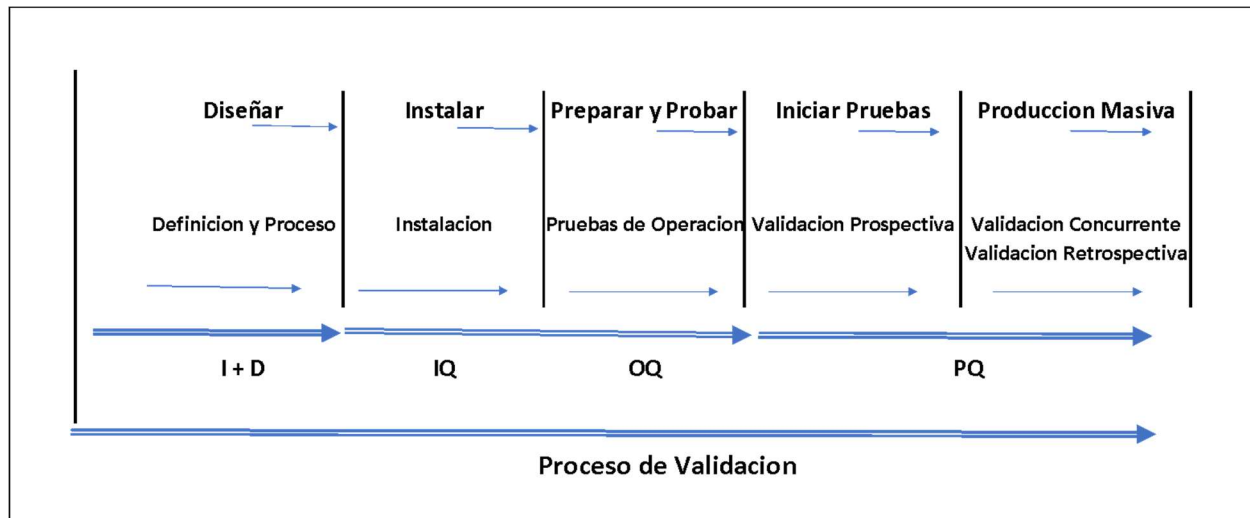 Diseñar
Instalar
Preparar y Probar
Iniciar Pruebas
Produccion Masiva
Definicion y Proceso
Instalacion
Pruebas de Operacion
Validacion Prospectiva
Validacion Concurrente
Validacion Retrospectiva
I + D
IQ
OQ
PQ
Proceso de Validacion